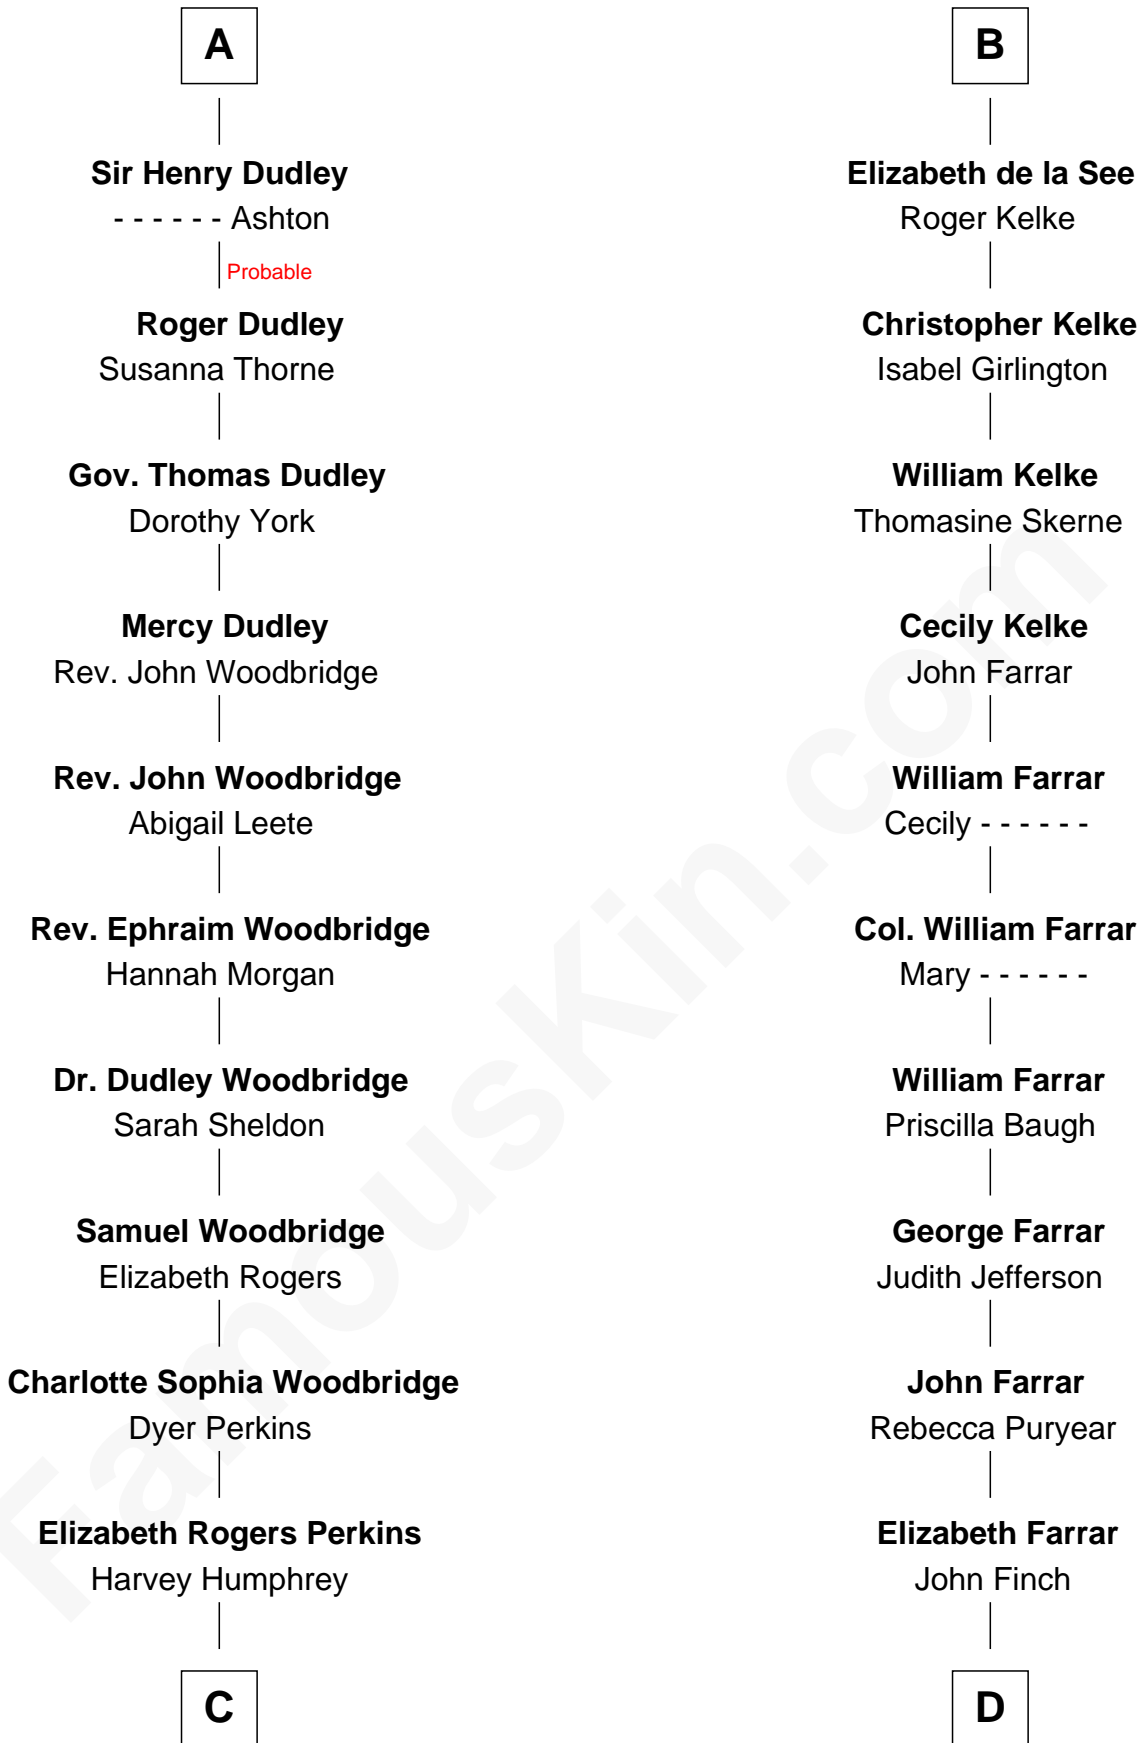 A
Sir Henry Dudley
- - - - - - Ashton
Probable
Roger Dudley
Susanna Thorne
Gov. Thomas Dudley
Dorothy York
Mercy Dudley
Rev. John Woodbridge
Rev. John Woodbridge
Abigail Leete
Rev. Ephraim Woodbridge
Hannah Morgan
Dr. Dudley Woodbridge
Sarah Sheldon
Samuel Woodbridge
Elizabeth Rogers
Charlotte Sophia Woodbridge
Dyer Perkins
Elizabeth Rogers Perkins
Harvey Humphrey
C
B
Elizabeth de la See
Roger Kelke
Christopher Kelke
Isabel Girlington
William Kelke
Thomasine Skerne
Cecily Kelke
John Farrar
William Farrar
Cecily - - - - - -
Col. William Farrar
Mary - - - - - -
William Farrar
Priscilla Baugh
George Farrar
Judith Jefferson
John Farrar
Rebecca Puryear
Elizabeth Farrar
John Finch
D
FamousKin.com